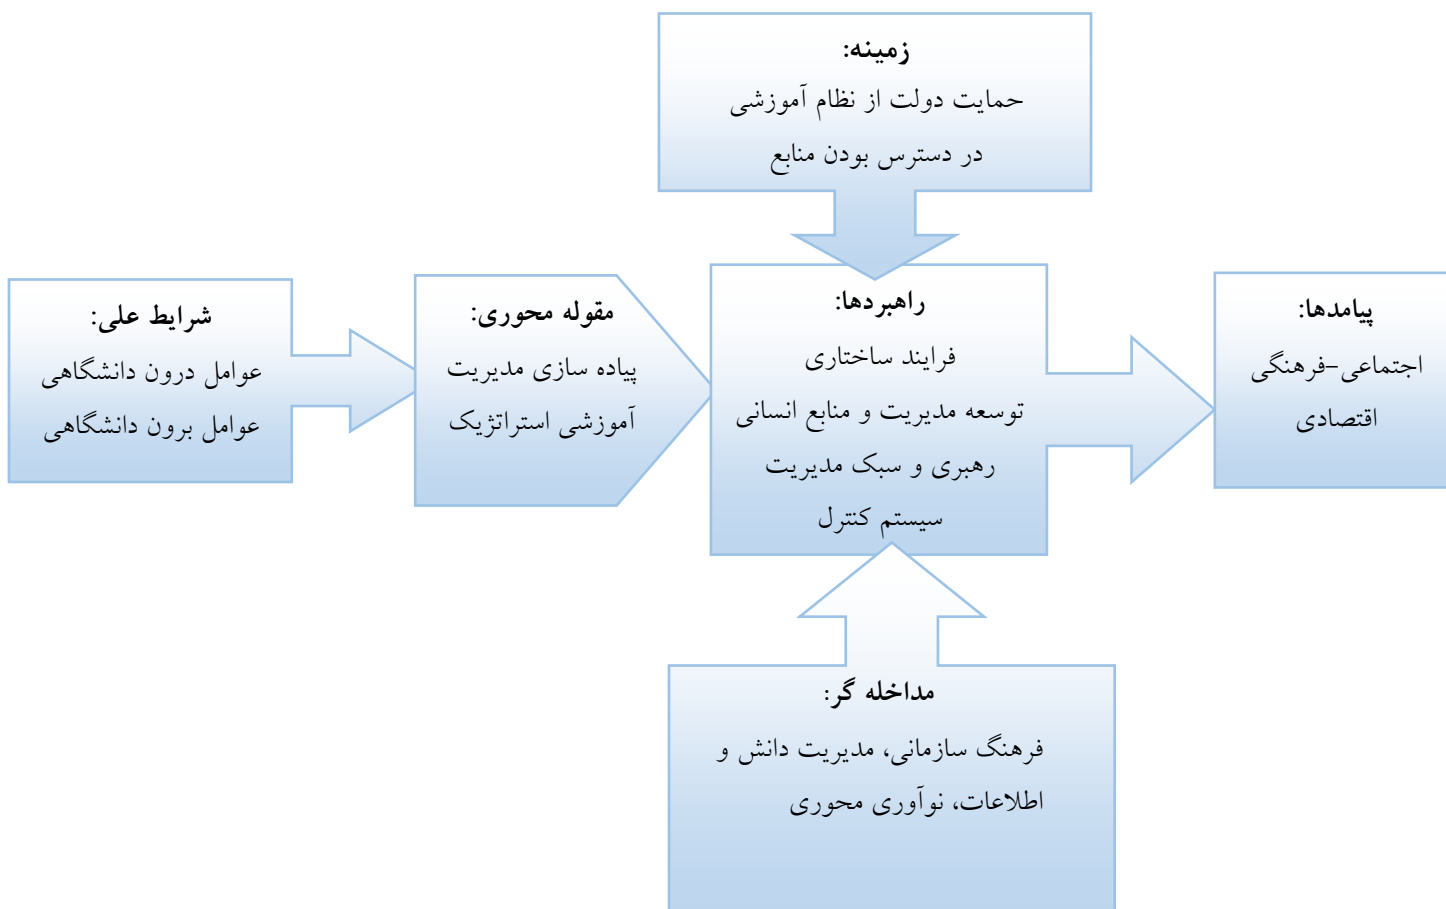 زمینه:
حمایت دولت از نظام آموزشی
در دسترس بودن منابع
شرایط علی:
عوامل درون دانشگاهی
عوامل برون دانشگاهی
مقوله محوری:
پیاده سازی مدیریت
آموزشی استراتژیک
راهبردها:
فرایند ساختاری
توسعه مدیریت و منابع انسانی
رهبری و سبک مدیریت
سیستم کنترل
پیامدها:
اجتماعی-فرهنگی
اقتصادی
مداخله گر:
فرهنگ سازمانی، مدیریت دانش و
اطلاعات، نوآوری محوری